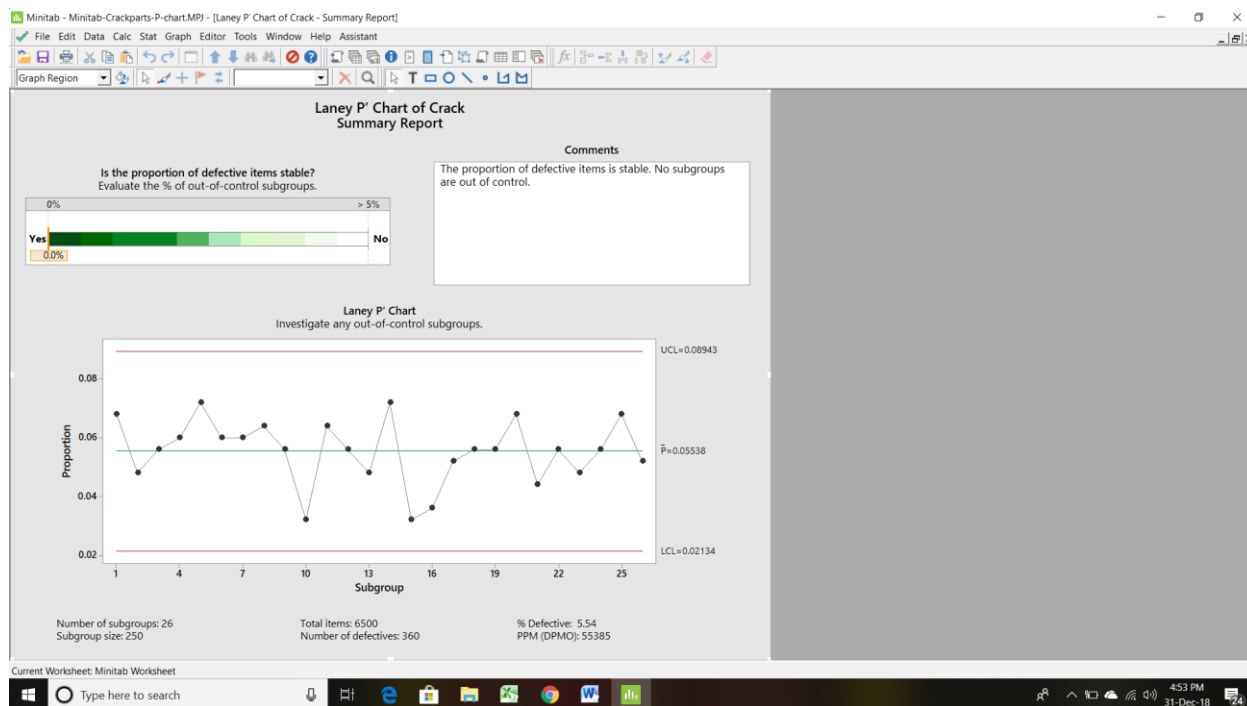 Minitab - Minitab-Crackparts-P-chart.MPJ - [Laney P' Chart of Crack - Summary Report]
File Edit Data Calc Stat Graph Editor Tools Window Help Assistant
Graph Region
Laney P' Chart of Crack
Summary Report
Is the proportion of defective items stable?
Evaluate the % of out-of-control subgroups.
0% > 5%
Yes No
0.0%
Comments
The proportion of defective items is stable. No subgroups
are out of control.
Laney P' Chart
Investigate any out-of-control subgroups.
UCL=0.08943
P̄=0.05538
LCL=0.02134
0.08
0.06
0.04
0.02
Proportion
1 4 7 10 13 16 19 22 25
Subgroup
Number of subgroups: 26
Subgroup size: 250
Total items: 6500
Number of defectives: 360
% Defective: 5.54
PPM (DPMO): 55385
Current Worksheet: Minitab Worksheet
Type here to search
4:53 PM
31-Dec-18
24